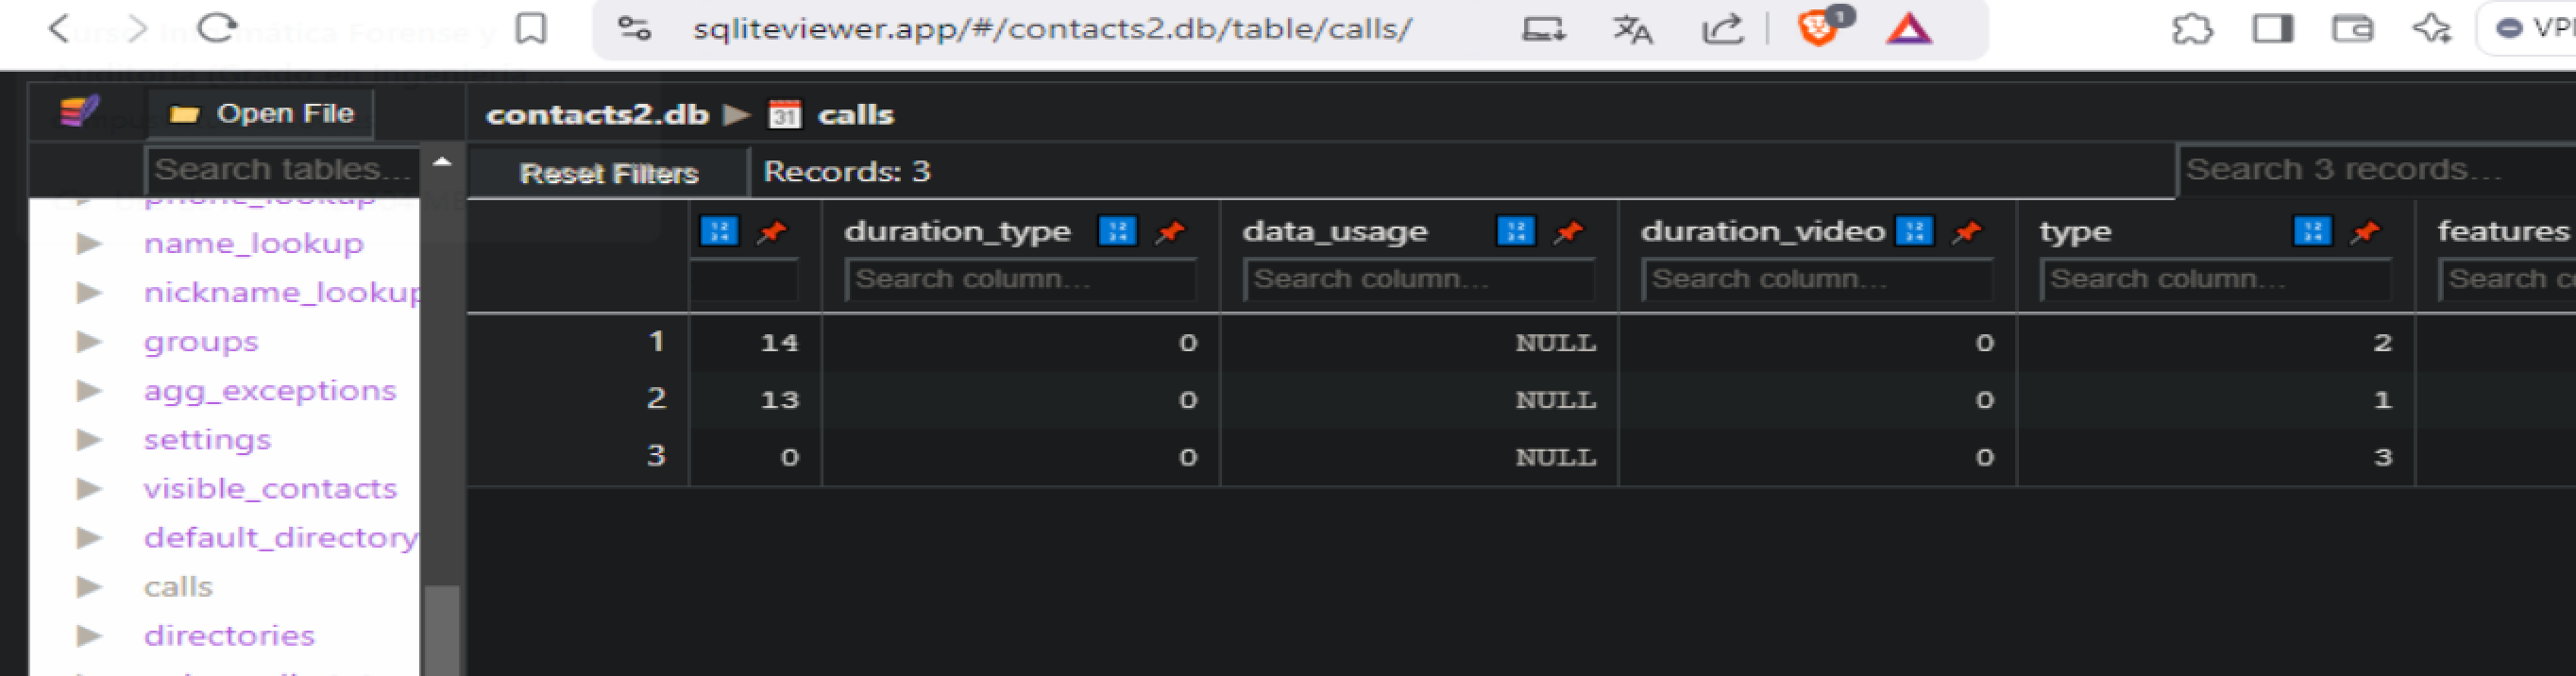 sqliteviewer.app/#/contacts2.db/table/calls/
1
VPI
Open File
contacts2.db ▶ 31 calls
Search tables...
Reset Filters
Records: 3
Search 3 records...
phone_lookup
name_lookup
nickname_lookup
groups
agg_exceptions
settings
visible_contacts
default_directory
calls
directories
duration_type data_usage duration_video type features
Search column... Search column... Search column... Search column... Search co
1 14 0 NULL 0 2
2 13 0 NULL 0 1
3 0 0 NULL 0 3